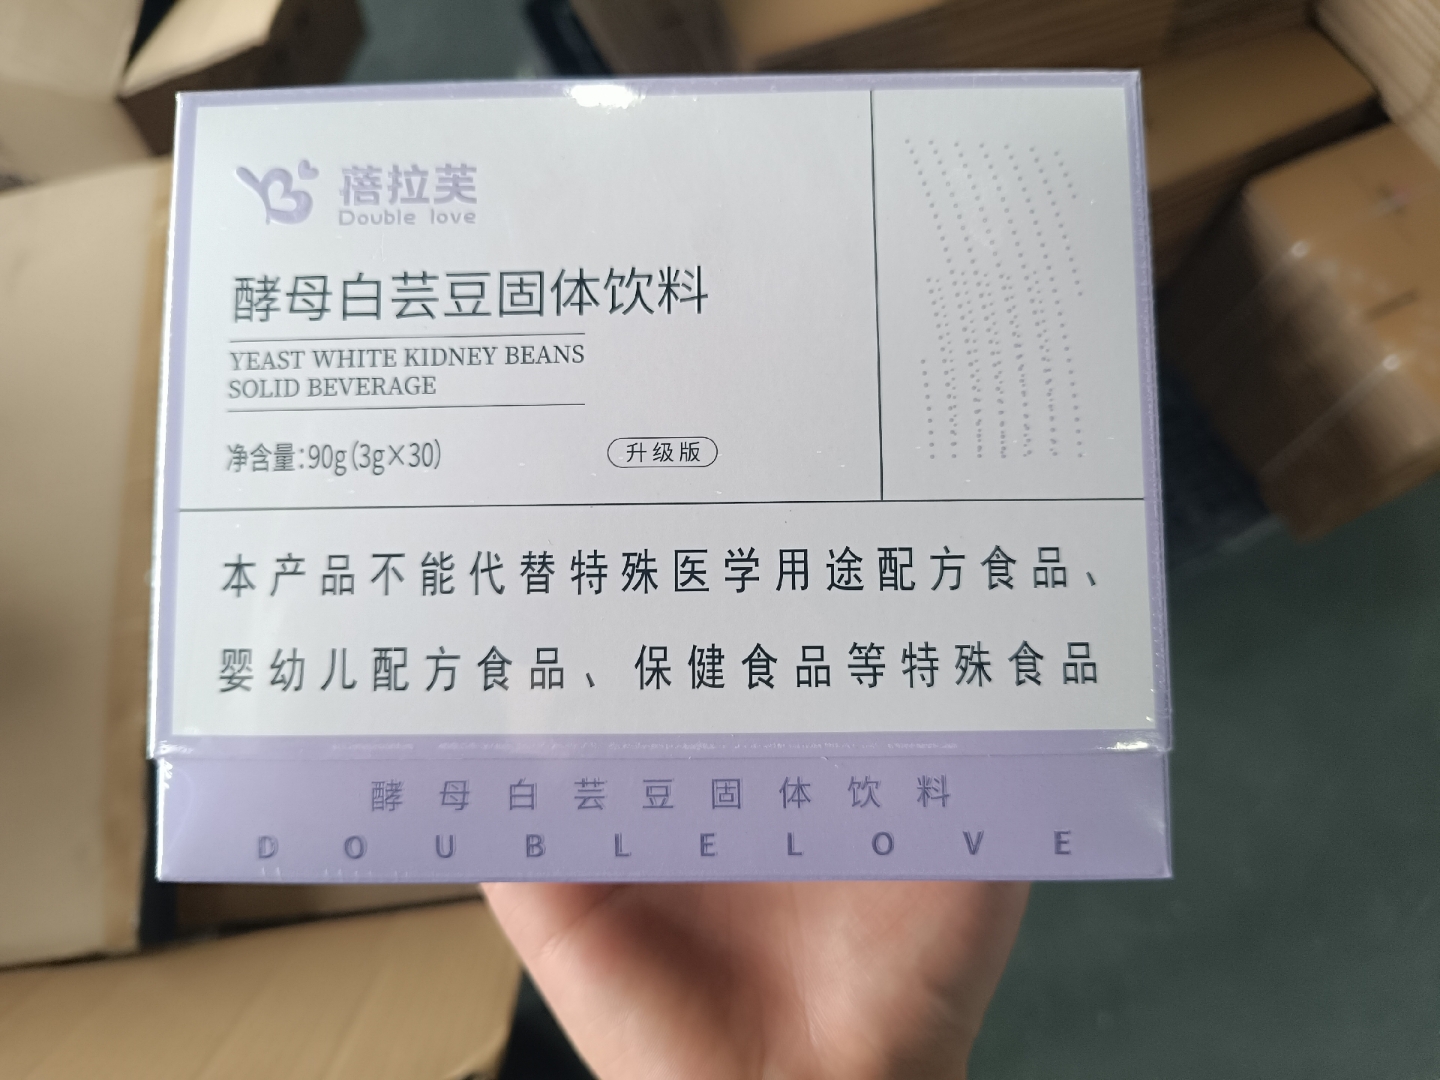 蓓拉芙
Double love
酵母白芸豆固体饮料
YEAST WHITE KIDNEY BEANS
SOLID BEVERAGE
净含量:90g(3g×30)
升级版
本产品不能代替特殊医学用途配方食品、
婴幼儿配方食品、保健食品等特殊食品
酵母白芸豆固体饮料
DOUBLELOVE